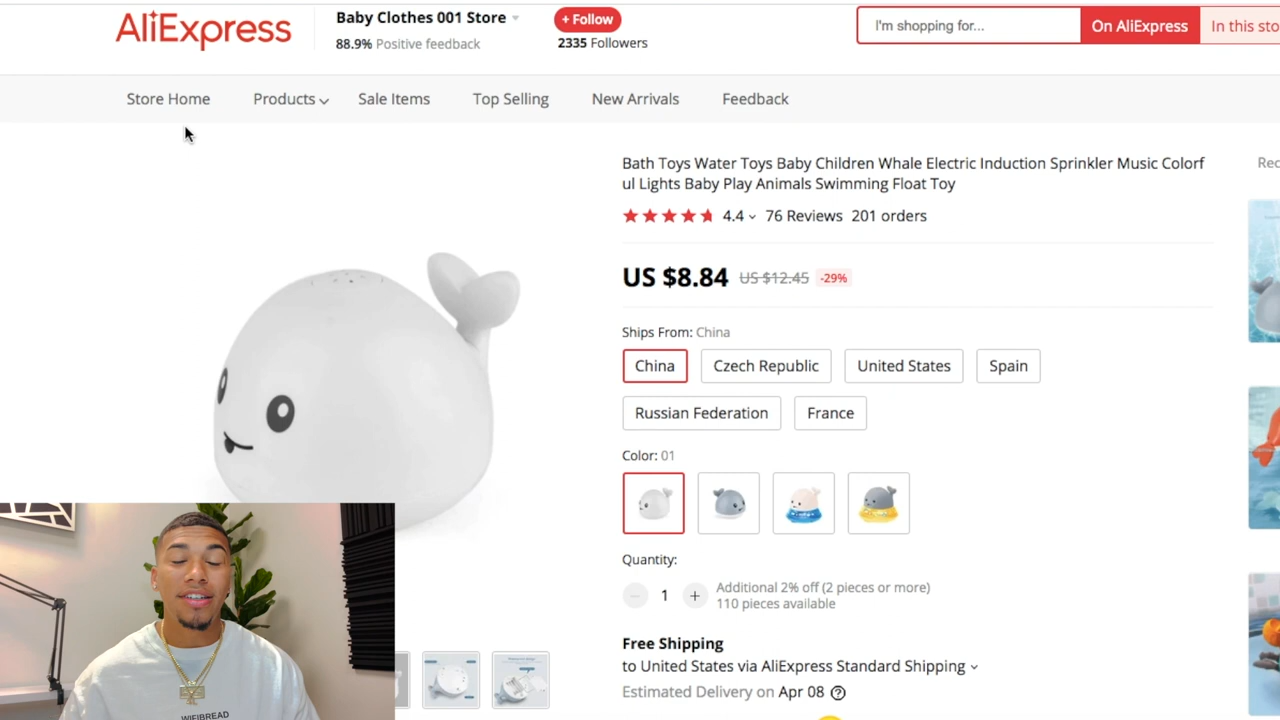 AliExpress
Baby Clothes 001 Store
+ Follow
88.9% Positive feedback
2335 Followers
I'm shopping for...
On AliExpress
In this sto
Store Home
Products
Sale Items
Top Selling
New Arrivals
Feedback
Bath Toys Water Toys Baby Children Whale Electric Induction Sprinkler Music Colorf
ul Lights Baby Play Animals Swimming Float Toy
4.4
76 Reviews
201 orders
Rec
US $8.84 US $12.45 -29%
Ships From: China
China
Czech Republic
United States
Spain
Russian Federation
France
Color: 01
Quantity:
1
Additional 2% off (2 pieces or more)
110 pieces available
Free Shipping
to United States via AliExpress Standard Shipping
Estimated Delivery on Apr 08 ?
WIFIBREAD